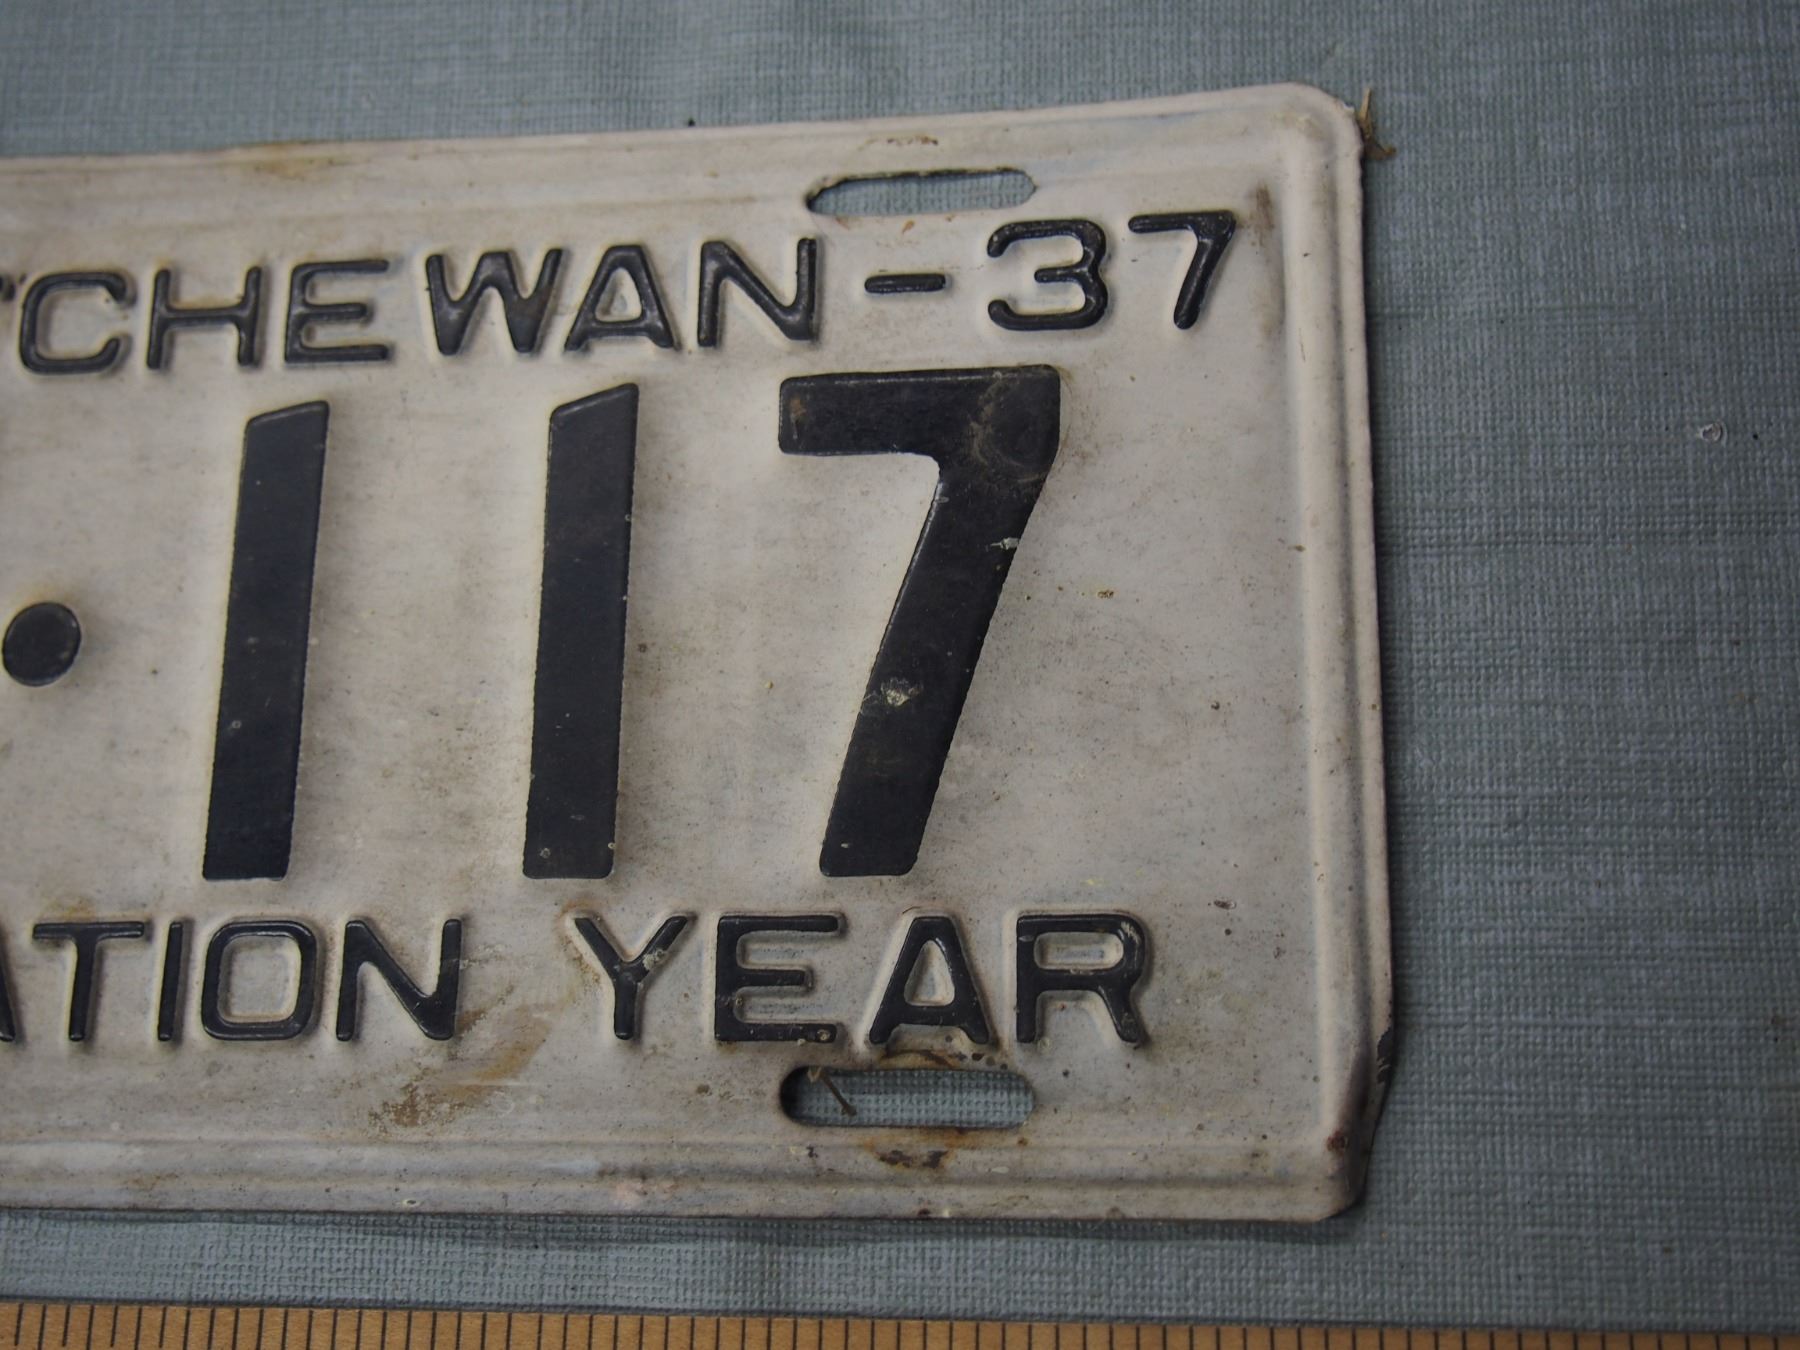 TCHEWAN-37
·117
ATION YEAR